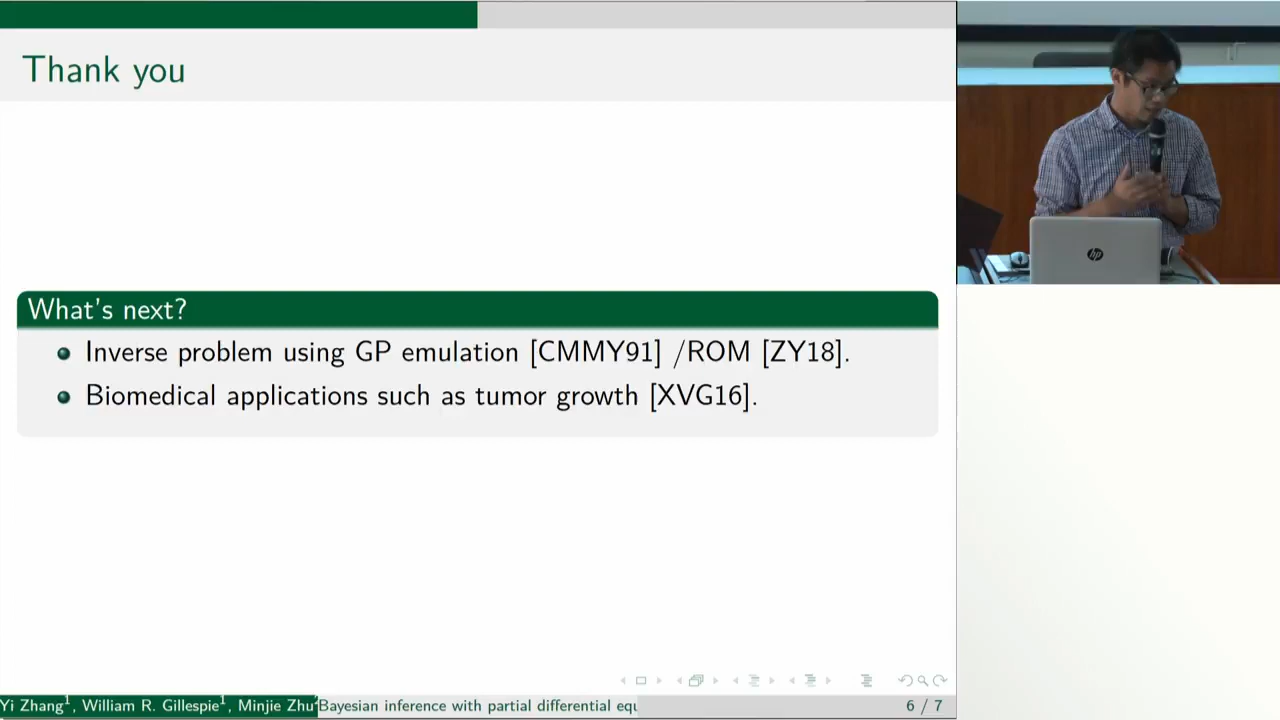 Thank you
What's next?
Inverse problem using GP emulation [CMMY91] /ROM [ZY18].
Biomedical applications such as tumor growth [XVG16].
Yi Zhang¹, William R. Gillespie¹, Minjie Zhu Bayesian inference with partial differential equ 6 / 7
hp